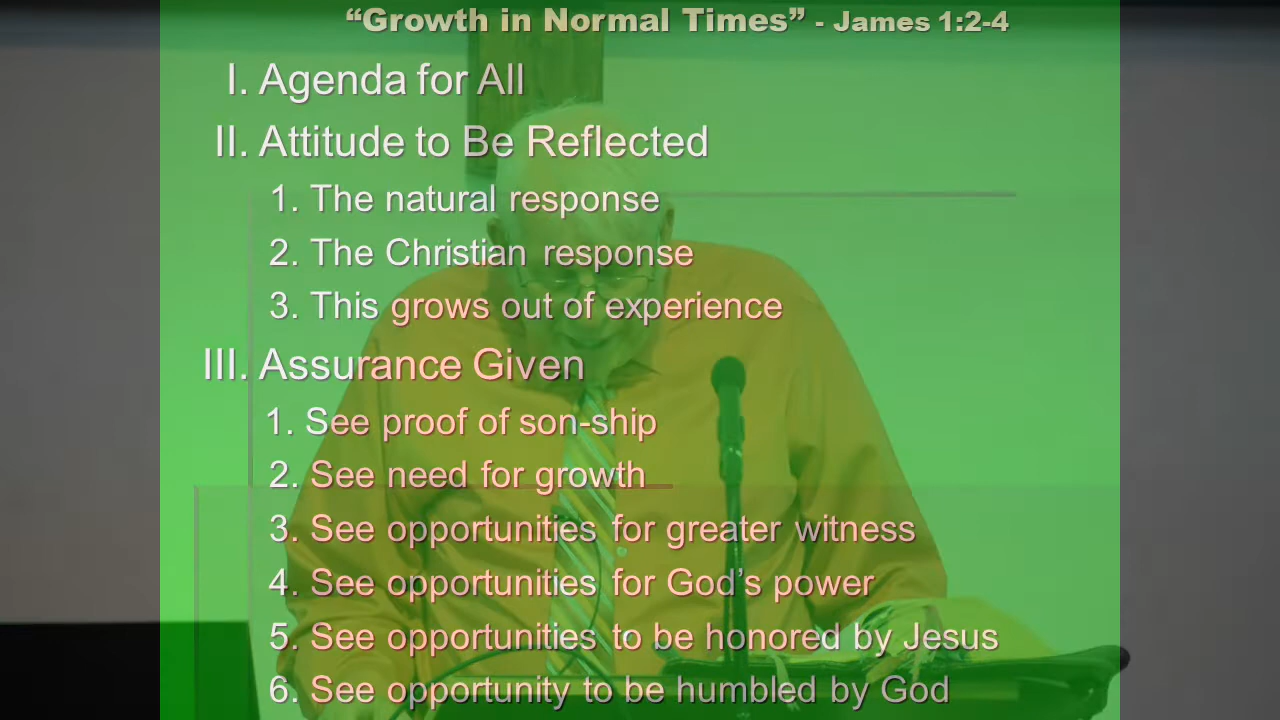 “Growth in Normal Times” - James 1:2-4
I. Agenda for All
II. Attitude to Be Reflected
1. The natural response
2. The Christian response
3. This grows out of experience
III. Assurance Given
1. See proof of son-ship
2. See need for growth
3. See opportunities for greater witness
4. See opportunities for God’s power
5. See opportunities to be honored by Jesus
6. See opportunity to be humbled by God